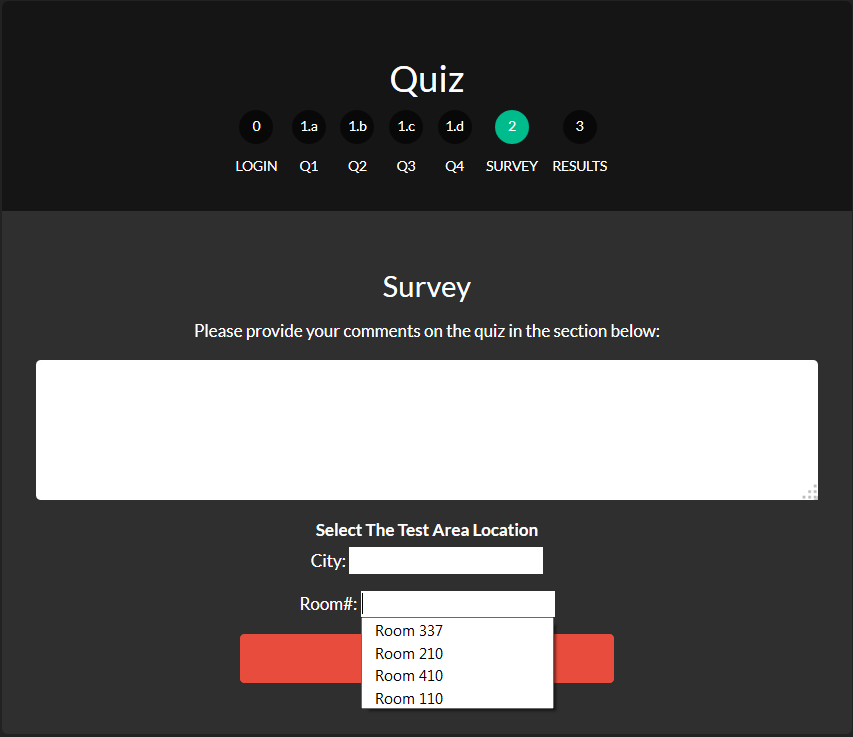 Quiz
0 1.a 1.b 1.c 1.d 2 3
LOGIN Q1 Q2 Q3 Q4 SURVEY RESULTS
Survey
Please provide your comments on the quiz in the section below:
Select The Test Area Location
City:
Room#:
Room 337
Room 210
Room 410
Room 110